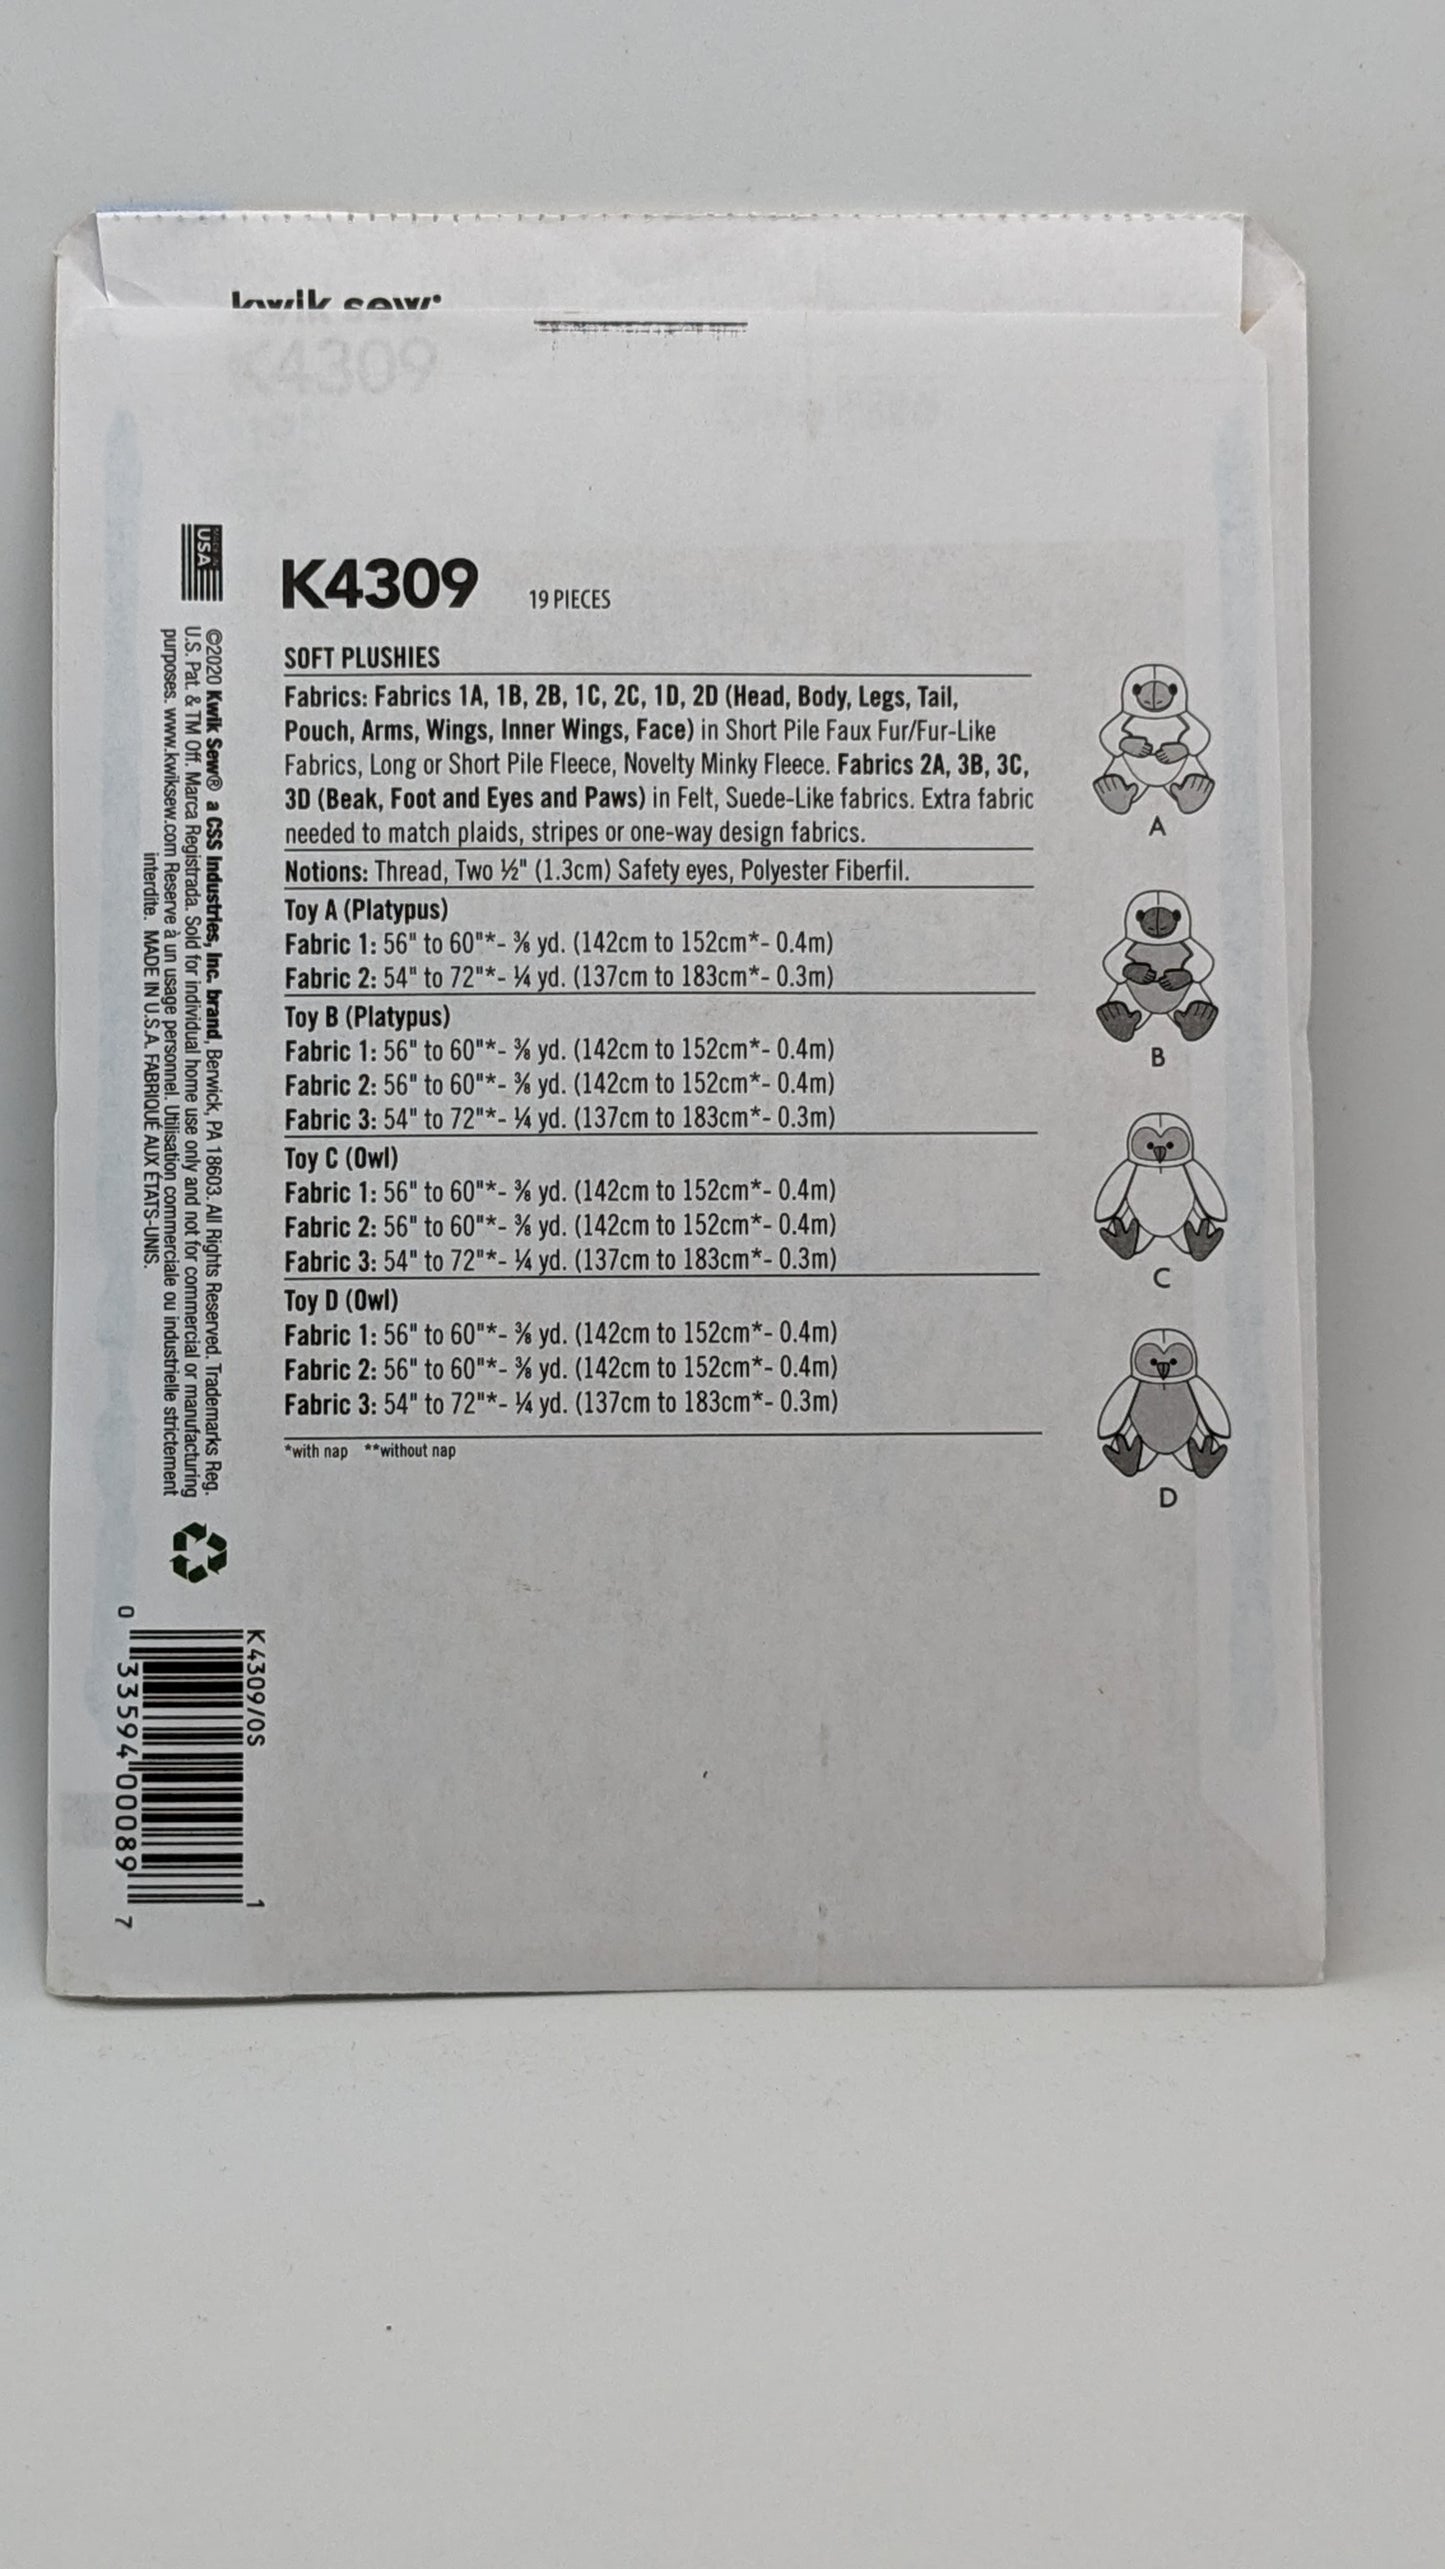 kwik sew®
K4309
K4309 19 PIECES
SOFT PLUSHIES
Fabrics: Fabrics 1A, 1B, 2B, 1C, 2C, 1D, 2D (Head, Body, Legs, Tail,
Pouch, Arms, Wings, Inner Wings, Face) in Short Pile Faux Fur/Fur-Like
Fabrics, Long or Short Pile Fleece, Novelty Minky Fleece. Fabrics 2A, 3B, 3C,
3D (Beak, Foot and Eyes and Paws) in Felt, Suede-Like fabrics. Extra fabric
needed to match plaids, stripes or one-way design fabrics.
Notions: Thread, Two ½" (1.3cm) Safety eyes, Polyester Fiberfil.
Toy A (Platypus)
Fabric 1: 56" to 60"*- ⅜ yd. (142cm to 152cm*- 0.4m)
Fabric 2: 54" to 72"*- ¼ yd. (137cm to 183cm*- 0.3m)
Toy B (Platypus)
Fabric 1: 56" to 60"*- ⅜ yd. (142cm to 152cm*- 0.4m)
Fabric 2: 56" to 60"*- ⅜ yd. (142cm to 152cm*- 0.4m)
Fabric 3: 54" to 72"*- ¼ yd. (137cm to 183cm*- 0.3m)
Toy C (Owl)
Fabric 1: 56" to 60"*- ⅜ yd. (142cm to 152cm*- 0.4m)
Fabric 2: 56" to 60"*- ⅜ yd. (142cm to 152cm*- 0.4m)
Fabric 3: 54" to 72"*- ¼ yd. (137cm to 183cm*- 0.3m)
Toy D (Owl)
Fabric 1: 56" to 60"*- ⅜ yd. (142cm to 152cm*- 0.4m)
Fabric 2: 56" to 60"*- ⅜ yd. (142cm to 152cm*- 0.4m)
Fabric 3: 54" to 72"*- ¼ yd. (137cm to 183cm*- 0.3m)
*with nap **without nap
A
B
C
D
USA
©2020 Kwik Sew® a CSS Industries, Inc. brand, Berwick, PA 18603. All Rights Reserved. Trademarks Reg.
U.S. Pat. & TM Off. Marca Registrada. Sold for individual home use only and not for commercial or manufacturing
purposes. www.kwiksew.com Reserve à un usage personnel. Utilisation commerciale ou industrielle strictement
interdite. MADE IN U.S.A. FABRIQUÉ AUX ÉTATS-UNIS.
K4309/OS 1
0 33594 00089 7